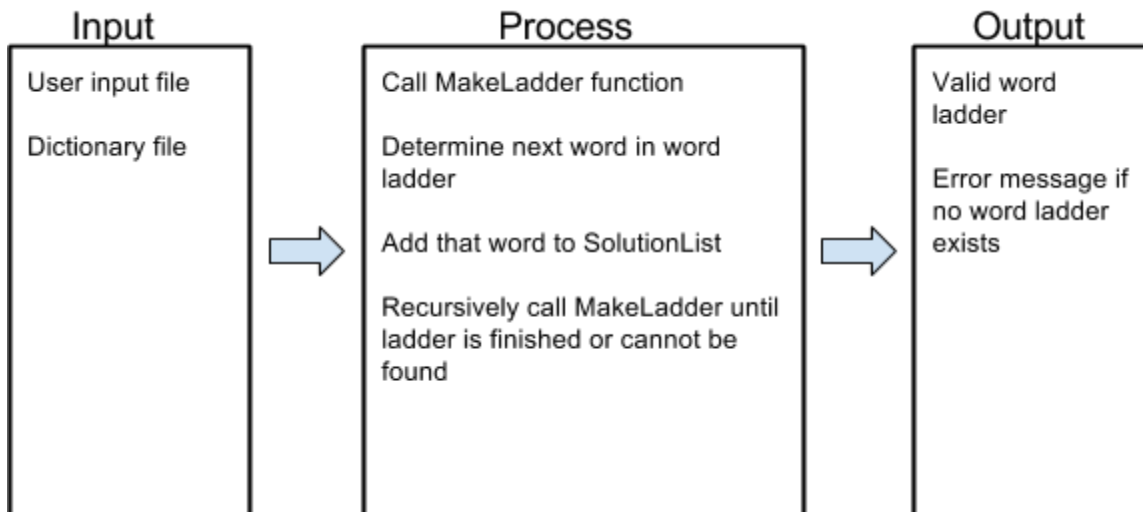 Input
User input file
Dictionary file
Process
Call MakeLadder function
Determine next word in word
ladder
Add that word to SolutionList
Recursively call MakeLadder until
ladder is finished or cannot be
found
Output
Valid word
ladder
Error message if
no word ladder
exists